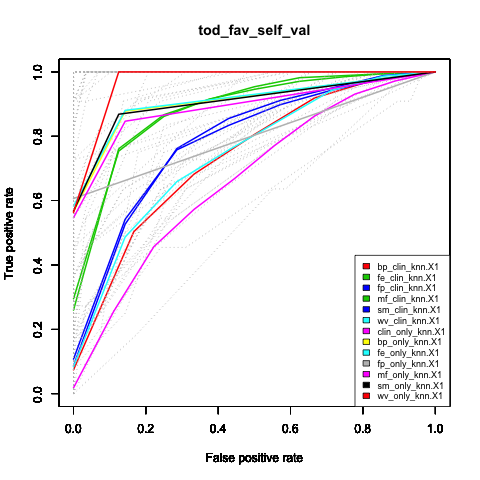 tod_fav_self_val
True positive rate
1.0
0.8
0.6
0.4
0.2
0.0
bp_clin_knn.X1
fe_clin_knn.X1
fp_clin_knn.X1
mf_clin_knn.X1
sm_clin_knn.X1
wv_clin_knn.X1
clin_only_knn.X1
bp_only_knn.X1
fe_only_knn.X1
fp_only_knn.X1
mf_only_knn.X1
sm_only_knn.X1
wv_only_knn.X1
0.0 0.2 0.4 0.6 0.8 1.0
False positive rate